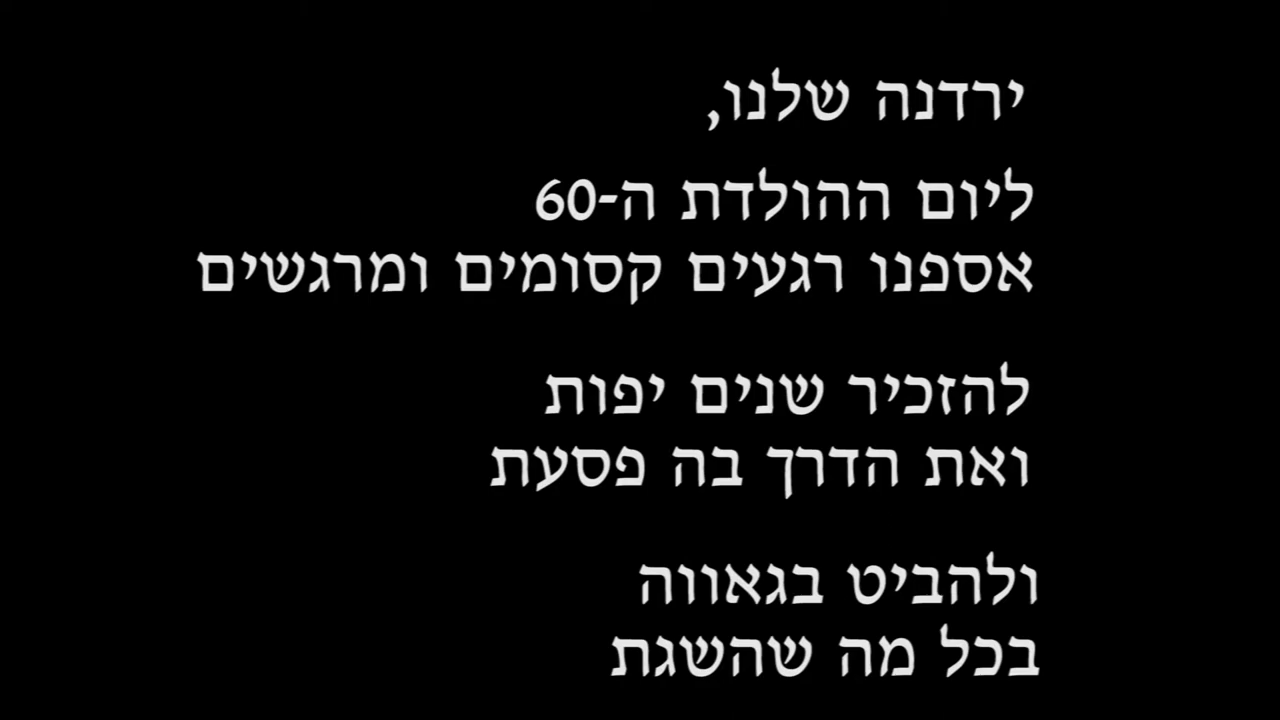 ירדנה שלנו,
ליום ההולדת ה-60
אספנו רגעים קסומים ומרגשים
להזכיר שנים יפות
ואת הדרך בה פסעת
ולהביט בגאווה
בכל מה שהשגת